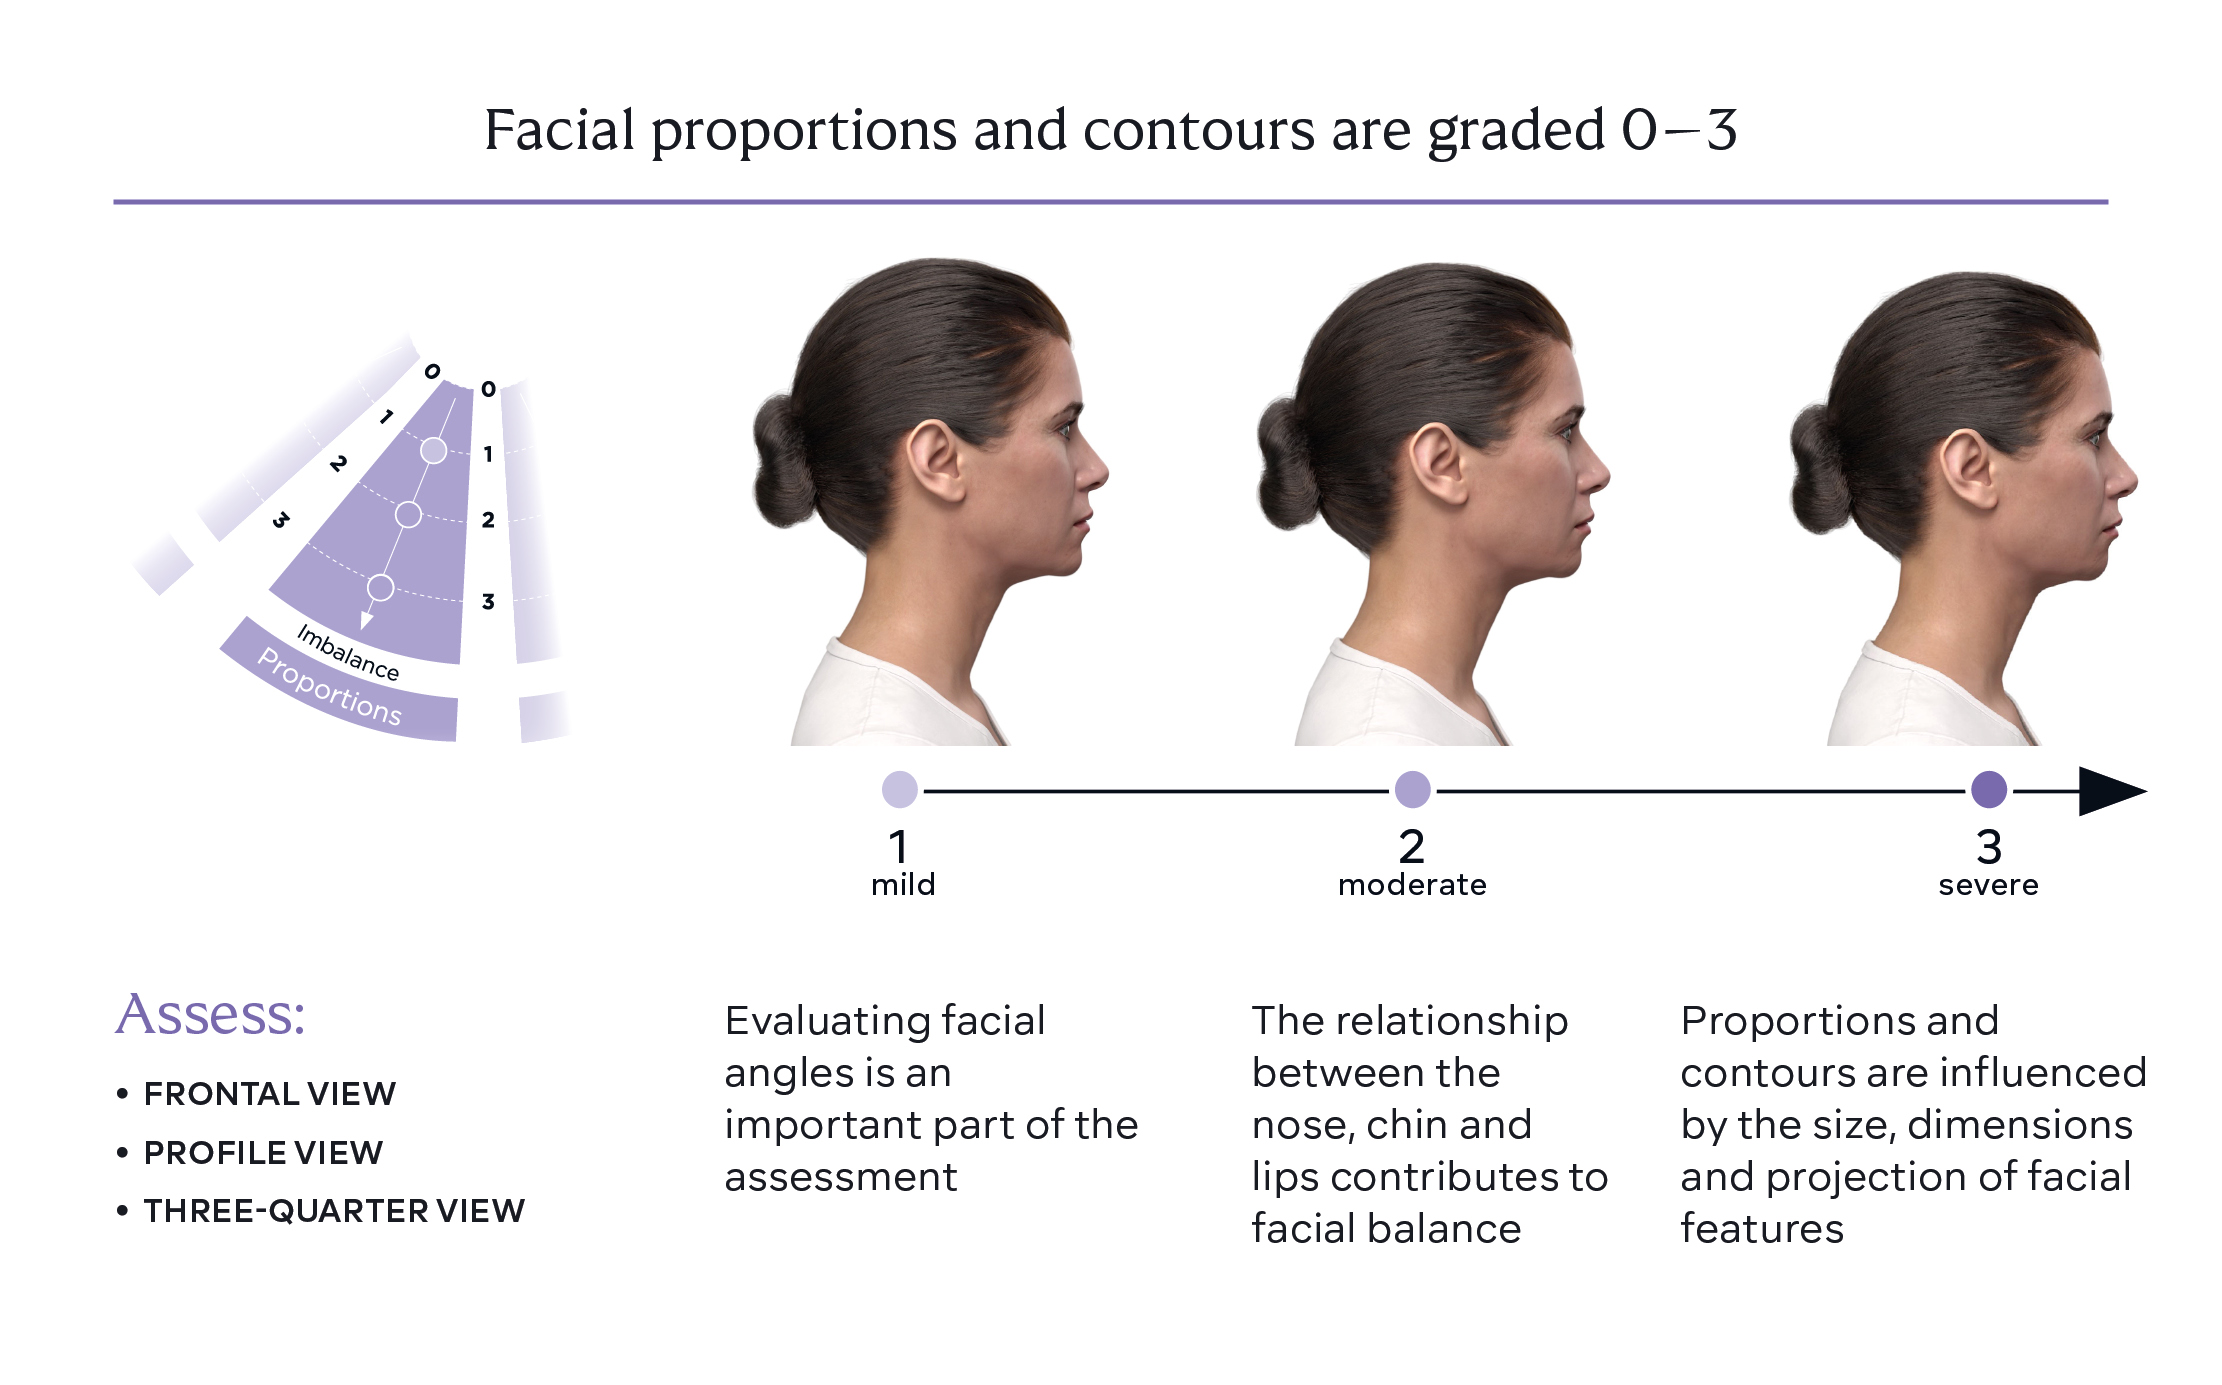 Facial proportions and contours are graded 0–3
0
1
2
3
0
1
2
3
Imbalance
Proportions
1
mild
2
moderate
3
severe
Assess:
• FRONTAL VIEW
• PROFILE VIEW
• THREE-QUARTER VIEW
Evaluating facial
angles is an
important part of the
assessment
The relationship
between the
nose, chin and
lips contributes to
facial balance
Proportions and
contours are influenced
by the size, dimensions
and projection of facial
features